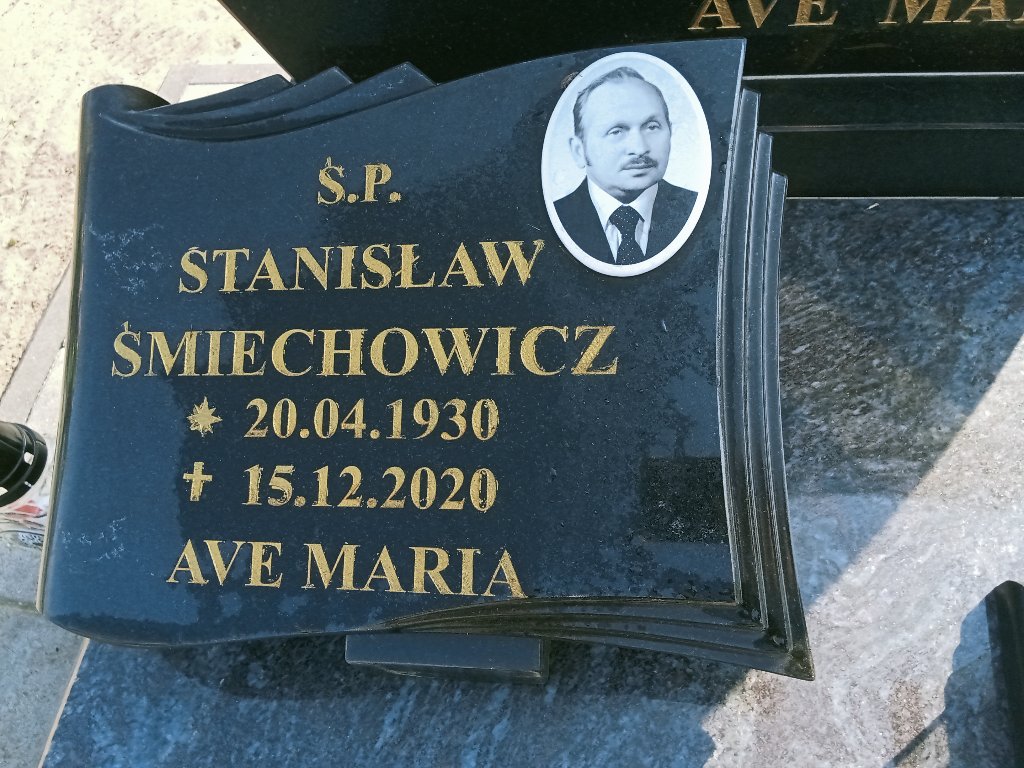 AVE MA
Ś.P.
STANISŁAW
ŚMIECHOWICZ
20.04.1930
15.12.2020
AVE MARIA